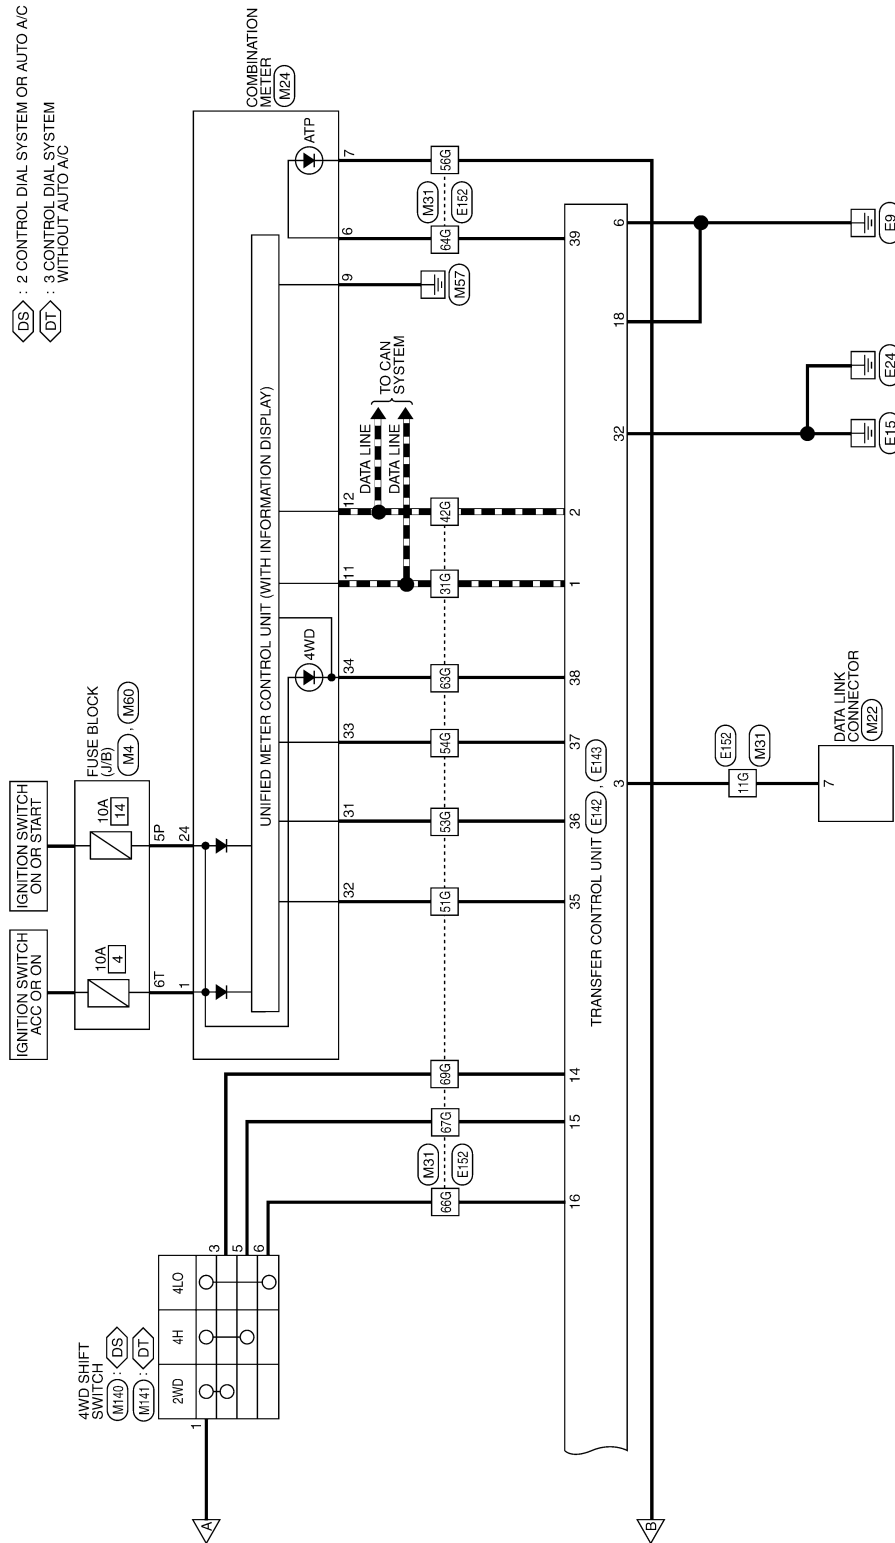 DS : 2 CONTROL DIAL SYSTEM OR AUTO A/C
DT : 3 CONTROL DIAL SYSTEM
WITHOUT AUTO A/C
IGNITION SWITCH
ACC OR ON
IGNITION SWITCH
ON OR START
FUSE BLOCK
(J/B)
M4 , M60
10A
4
10A
14
6T
5P
1
24
COMBINATION
METER
M24
UNIFIED METER CONTROL UNIT (WITH INFORMATION DISPLAY)
4WD
ATP
32
31
33
34
11
12
9
6
7
DATA LINE
DATA LINE
TO CAN
SYSTEM
M57
4WD SHIFT
SWITCH
M140 : DS
M141 : DT
2WD
4H
4LO
1
3
5
6
A
M31
E152
66G
67G
69G
51G
53G
54G
63G
31G
42G
64G
56G
M31
E152
16
15
14
35
36
37
38
1
2
39
TRANSFER CONTROL UNIT E142 , E143
3
32
18
6
B
11G
E152
M31
7
DATA LINK
CONNECTOR
M22
E15
E24
E9